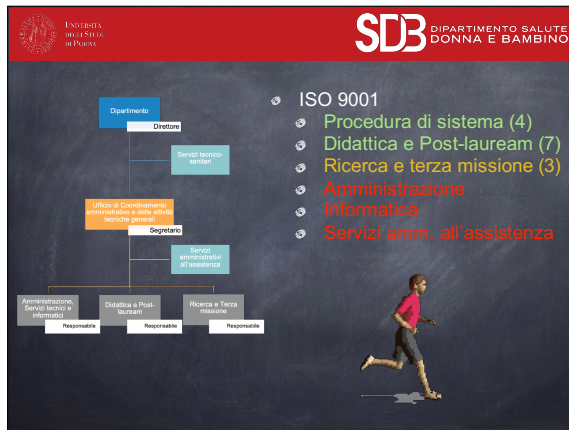 UNIVERSITÀ
DEGLI STUDI
DI PADOVA
SDB DIPARTIMENTO SALUTE
DONNA E BAMBINO
Dipartimento
Direttore
Servizi tecnico-
sanitari
Ufficio di Coordinamento
amministrativo e delle attività
tecniche generali
Segretario
Servizi
amministrativi
all'assistenza
Amministrazione,
Servizi tecnici e
informatici
Responsabile
Didattica e Post-
lauream
Responsabile
Ricerca e Terza
missione
Responsabile
ISO 9001
Procedura di sistema (4)
Didattica e Post-lauream (7)
Ricerca e terza missione (3)
Amministrazione
Informatica
Servizi amm. all'assistenza